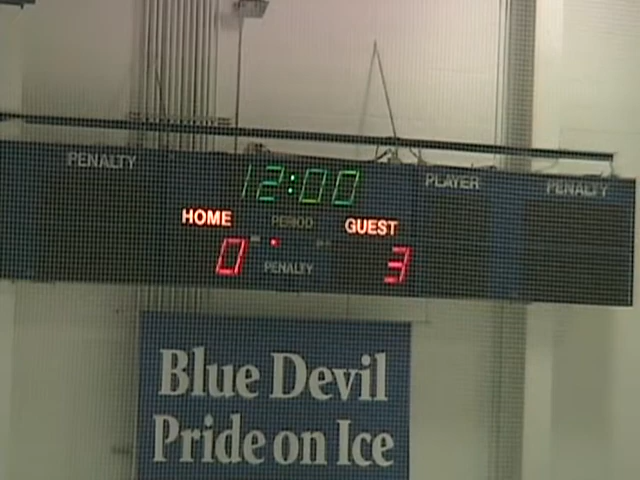 PENALTY 12:00 PLAYER PENALTY
HOME PERIOD GUEST
0 PENALTY 3
Blue Devil
Pride on Ice